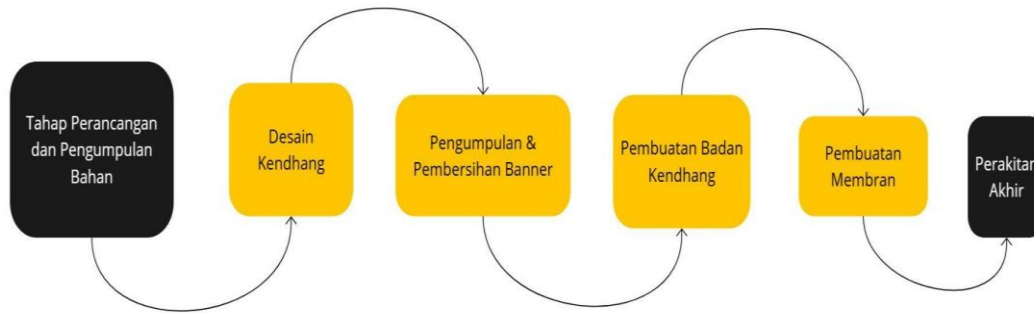 Tahap Perancangan
dan Pengumpulan
Bahan
Desain
Kendhang
Pengumpulan &
Pembersihan Banner
Pembuatan Badan
Kendhang
Pembuatan
Membran
Perakitan
Akhir